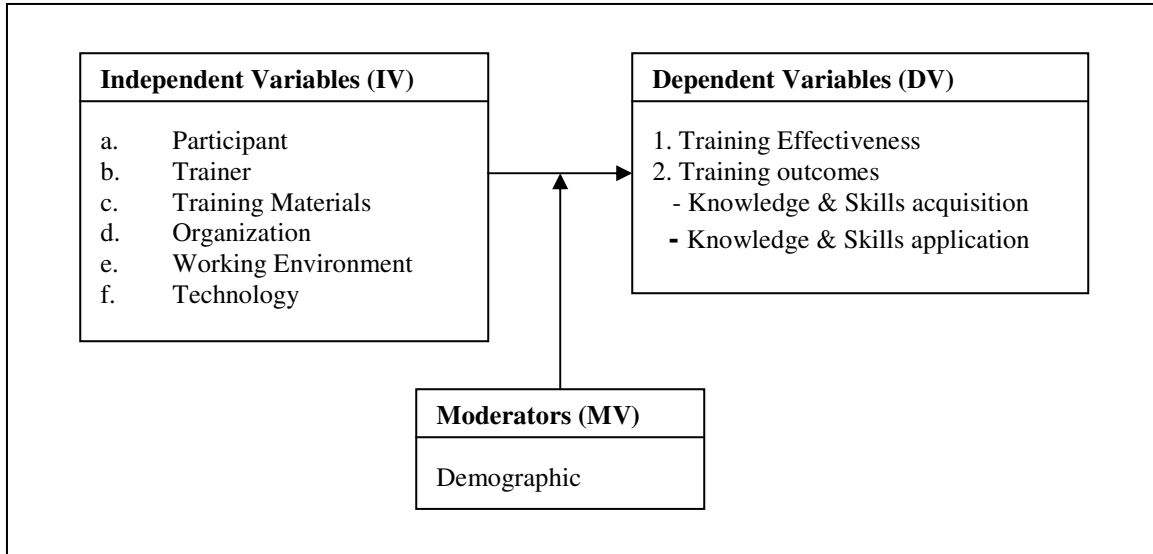 Independent Variables (IV)
a. Participant
b. Trainer
c. Training Materials
d. Organization
e. Working Environment
f. Technology
Dependent Variables (DV)
1. Training Effectiveness
2. Training outcomes
- Knowledge & Skills acquisition
- Knowledge & Skills application
Moderators (MV)
Demographic